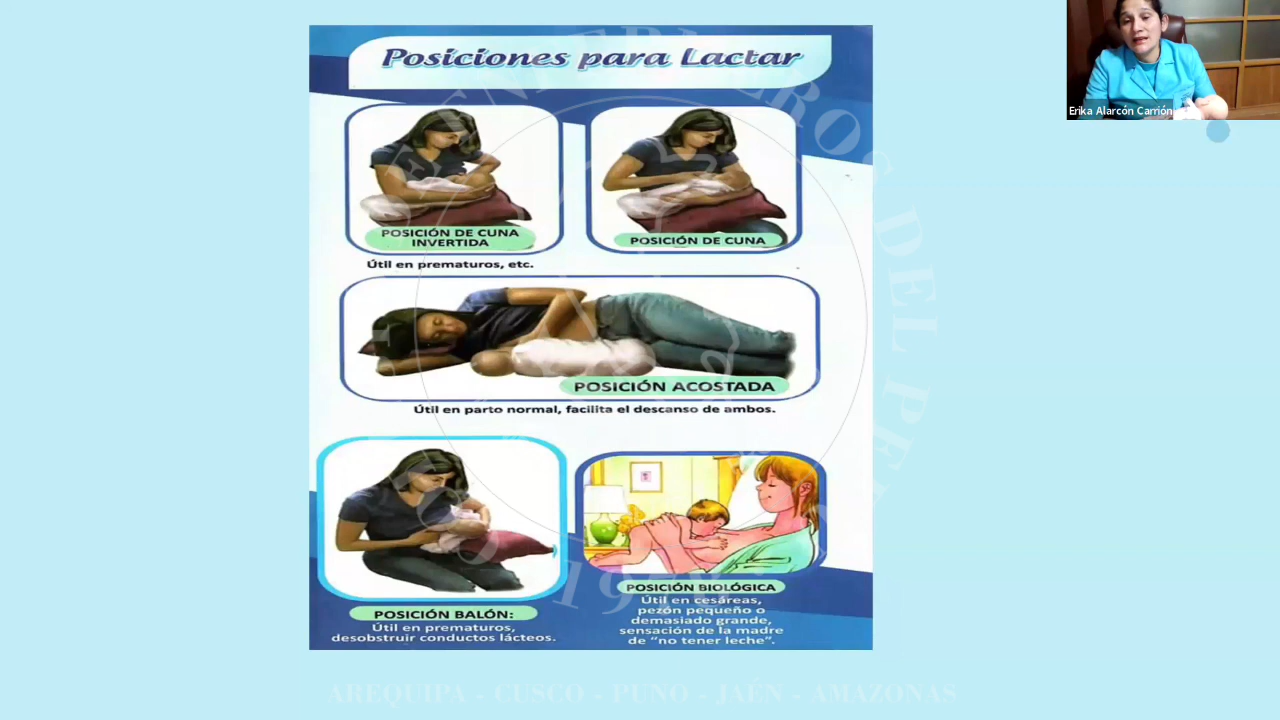 Posiciones para Lactar
Erika Alarcón Carrión
POSICIÓN DE CUNA
INVERTIDA
Útil en prematuros, etc.
POSICIÓN DE CUNA
POSICIÓN ACOSTADA
Útil en parto normal, facilita el descanso de ambos.
POSICIÓN BALÓN:
Útil en prematuros,
desobstruir conductos lácteos.
POSICIÓN BIOLÓGICA
Útil en cesáreas,
pezón pequeño o
demasiado grande,
sensación de la madre
de “no tener leche”.
AREQUIPA - CUSCO - PUNO - JAÉN - AMAZONAS